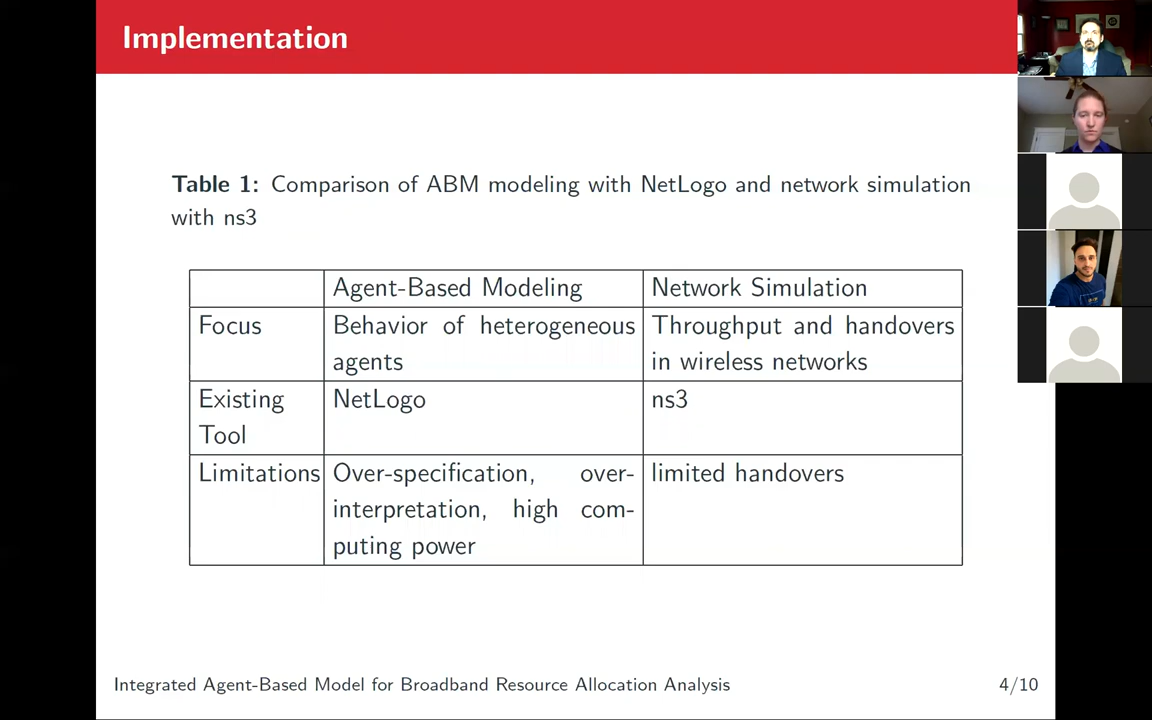 Implementation
Table 1: Comparison of ABM modeling with NetLogo and network simulation
with ns3
Agent-Based Modeling Network Simulation
Focus Behavior of heterogeneous Throughput and handovers
agents in wireless networks
Existing NetLogo ns3
Tool
Limitations Over-specification, over- limited handovers
interpretation, high com-
puting power
Integrated Agent-Based Model for Broadband Resource Allocation Analysis 4/10